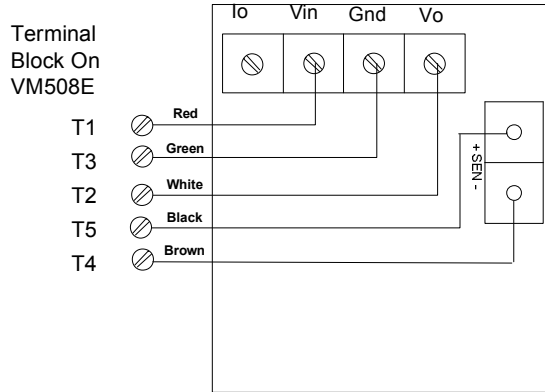 Io Vin Gnd Vo
Terminal
Block On
VM508E
T1 Red
T3 Green
T2 White
T5 Black
T4 Brown
+ SEN -